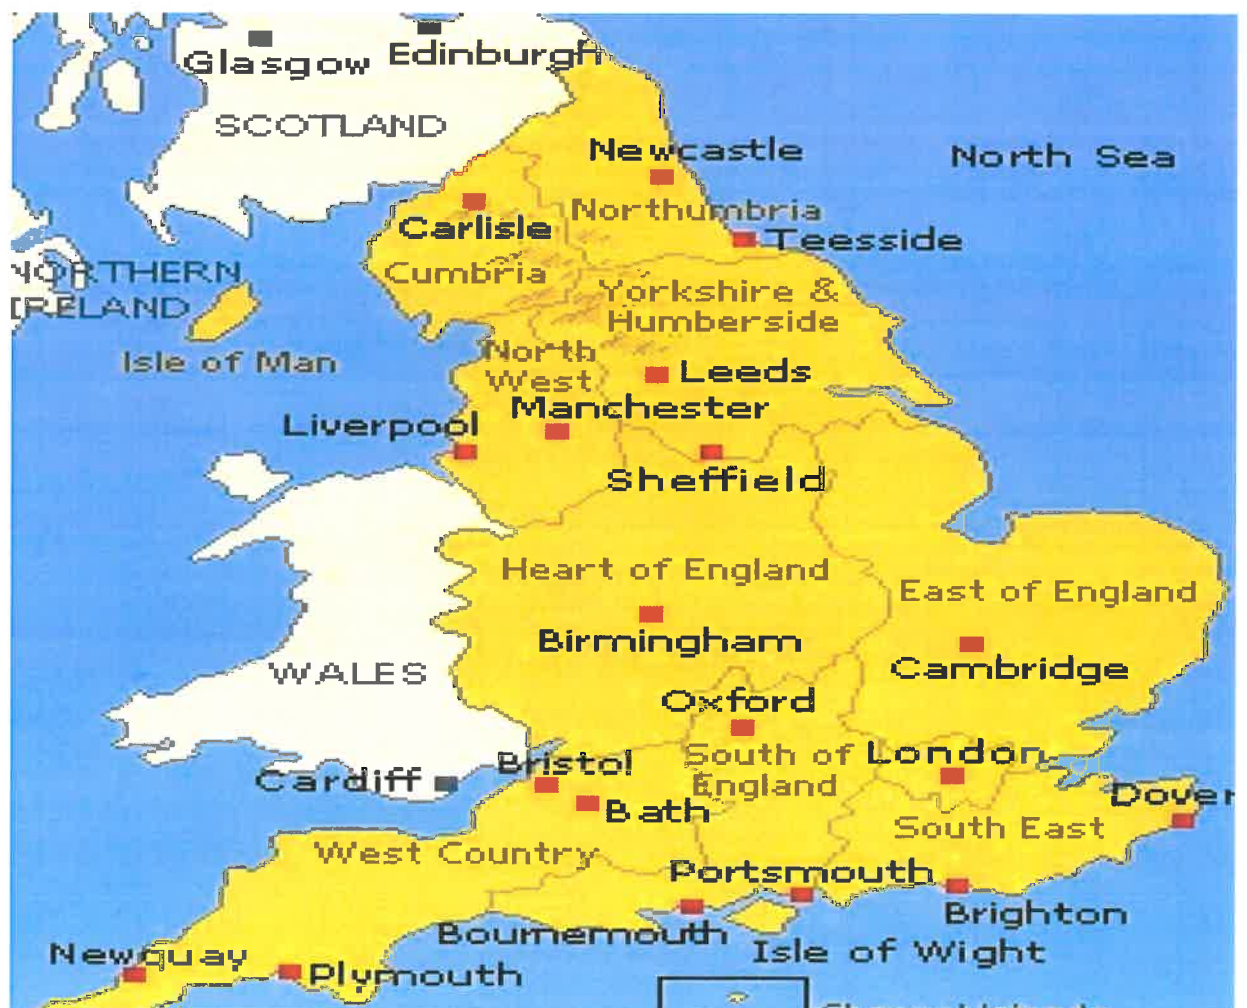 Glasgow
Edinburgh
SCOTLAND
Newcastle
North Sea
Northumbria
Carlisle
Teesside
Cumbria
NORTHERN
IRELAND
Yorkshire &
Humberside
Isle of Man
North
West
Leeds
Manchester
Liverpool
Sheffield
Heart of England
East of England
Birmingham
Cambridge
WALES
Oxford
South of
England
London
Bristol
Cardiff
Bath
Dover
South East
West Country
Portsmouth
Brighton
Bournemouth
Isle of Wight
Newquay
Plymouth